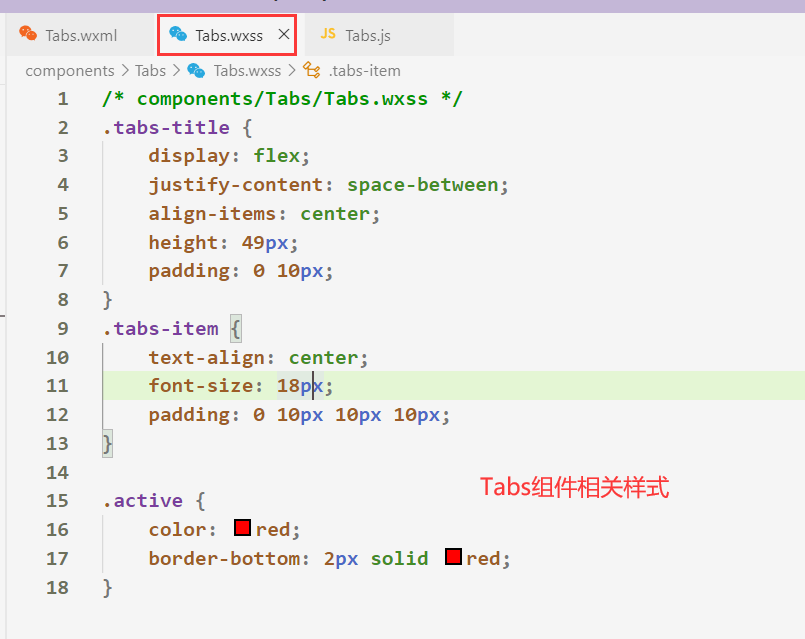 Tabs.wxml Tabs.wxss JS Tabs.js
components > Tabs > Tabs.wxss > .tabs-item
1 /* components/Tabs/Tabs.wxss */
2 .tabs-title {
3 display: flex;
4 justify-content: space-between;
5 align-items: center;
6 height: 49px;
7 padding: 0 10px;
8 }
9 .tabs-item {
10 text-align: center;
11 font-size: 18px;
12 padding: 0 10px 10px 10px;
13 }
14
Tabs组件相关样式
15 .active {
16 color: red;
17 border-bottom: 2px solid red;
18 }